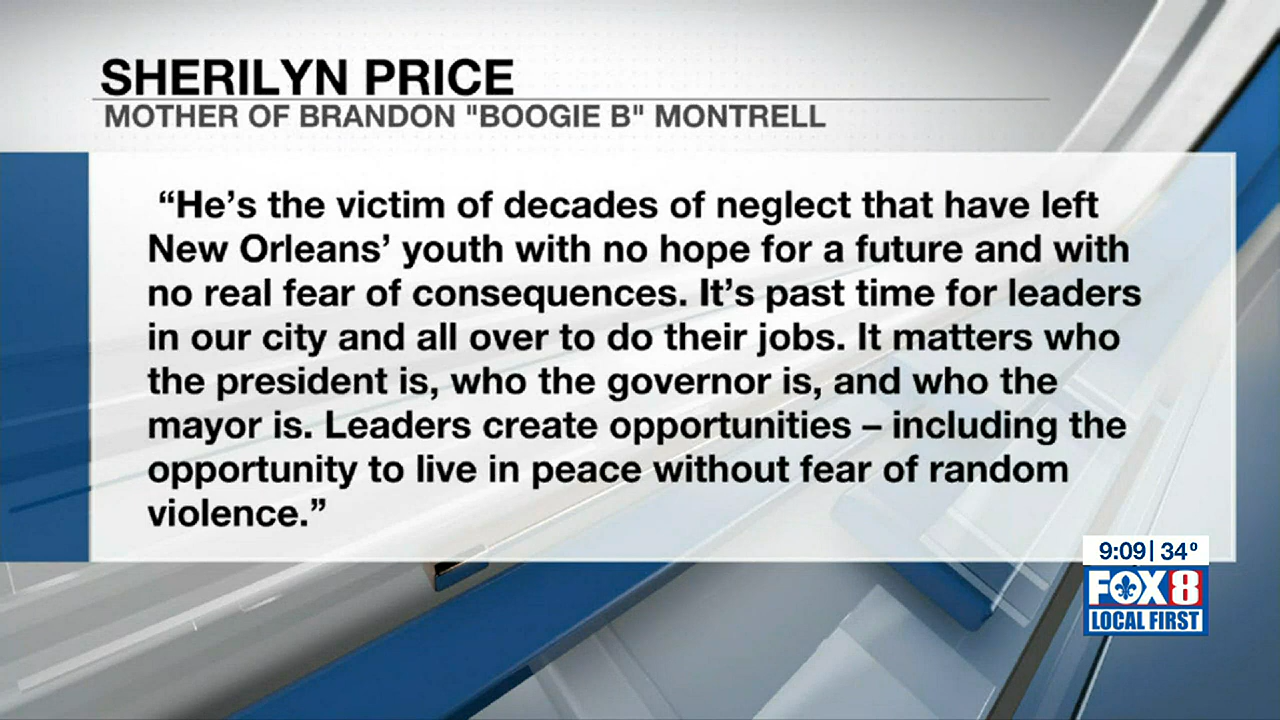 SHERILYN PRICE
MOTHER OF BRANDON "BOOGIE B" MONTRELL
“He’s the victim of decades of neglect that have left
New Orleans’ youth with no hope for a future and with
no real fear of consequences. It’s past time for leaders
in our city and all over to do their jobs. It matters who
the president is, who the governor is, and who the
mayor is. Leaders create opportunities – including the
opportunity to live in peace without fear of random
violence.”
9:09| 34º
FOX 8
LOCAL FIRST